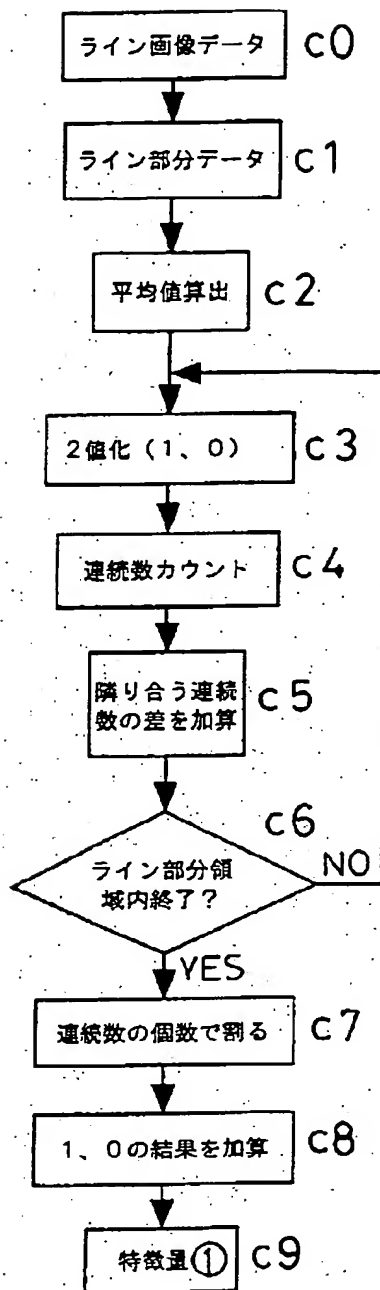 ライン画像データ c0
ライン部分データ c1
平均値算出 c2
2値化(1、0) c3
連続数カウント c4
隣り合う連続
数の差を加算 c5
c6
ライン部分領
域内終了?
NO
YES
連続数の個数で割る c7
1、0の結果を加算 c8
特徴量① c9